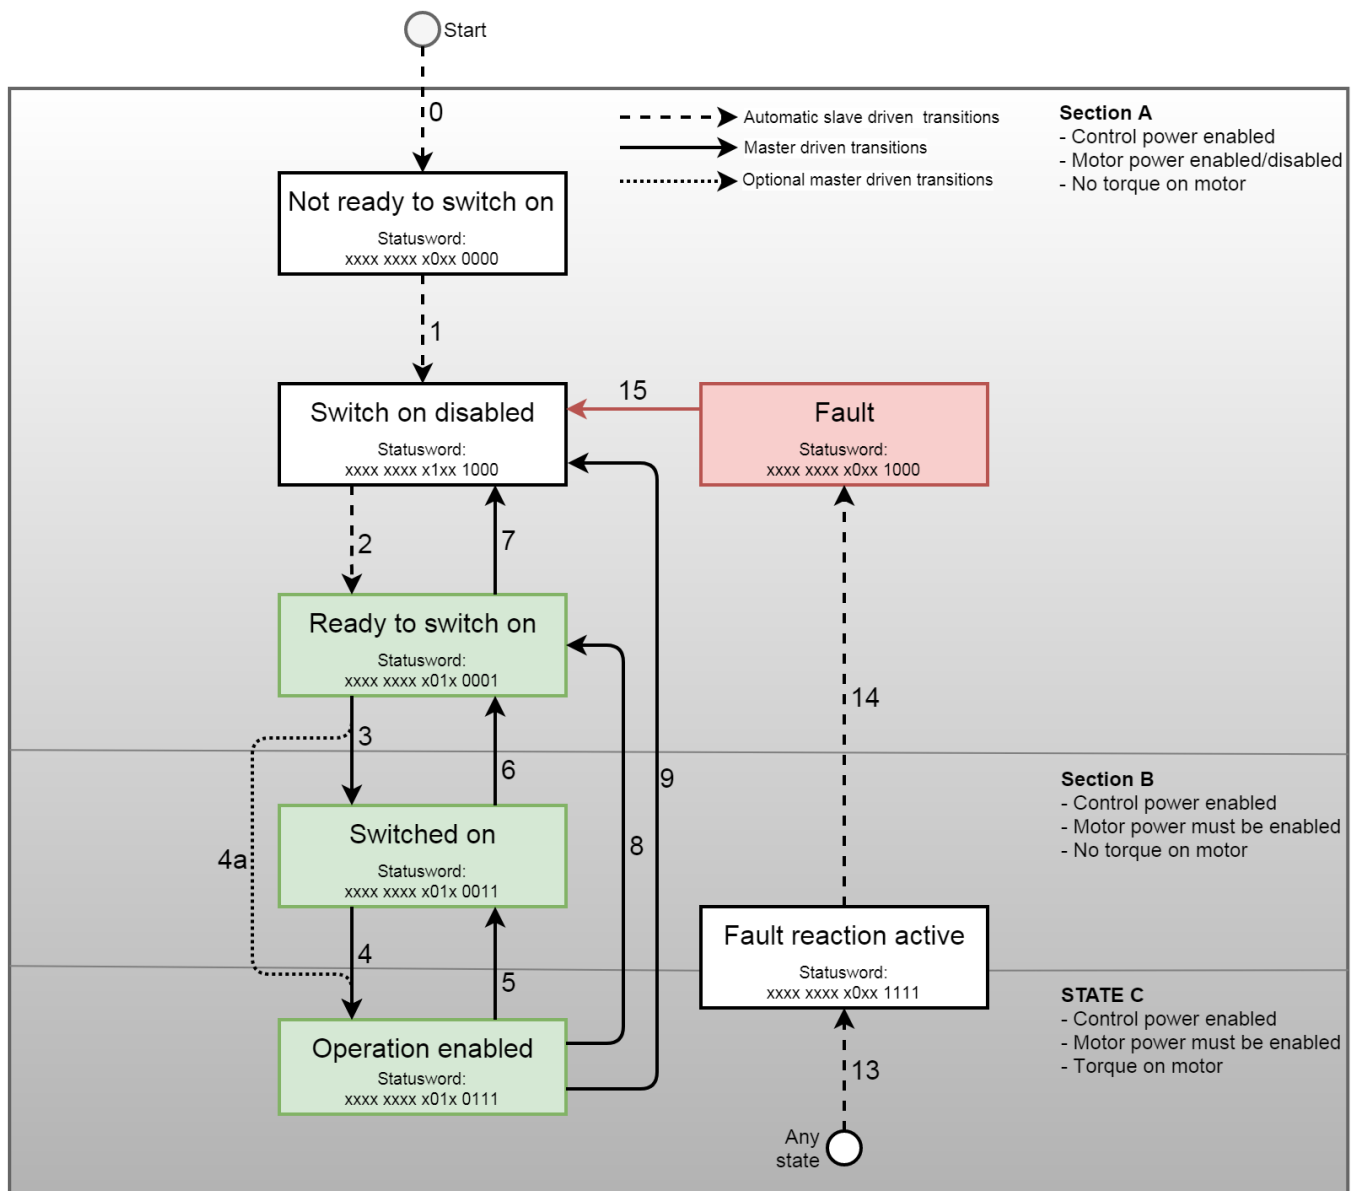 Start
0
Automatic slave driven transitions
Master driven transitions
Optional master driven transitions
Section A
- Control power enabled
- Motor power enabled/disabled
- No torque on motor
Not ready to switch on
Statusword:
xxxx xxxx x0xx 0000
1
Switch on disabled
Statusword:
xxxx xxxx x1xx 1000
15
Fault
Statusword:
xxxx xxxx x0xx 1000
2
7
Ready to switch on
Statusword:
xxxx xxxx x01x 0001
14
3
6
9
8
4a
Section B
- Control power enabled
- Motor power must be enabled
- No torque on motor
Switched on
Statusword:
xxxx xxxx x01x 0011
4
5
Fault reaction active
Statusword:
xxxx xxxx x0xx 1111
STATE C
- Control power enabled
- Motor power must be enabled
- Torque on motor
Operation enabled
Statusword:
xxxx xxxx x01x 0111
13
Any
state